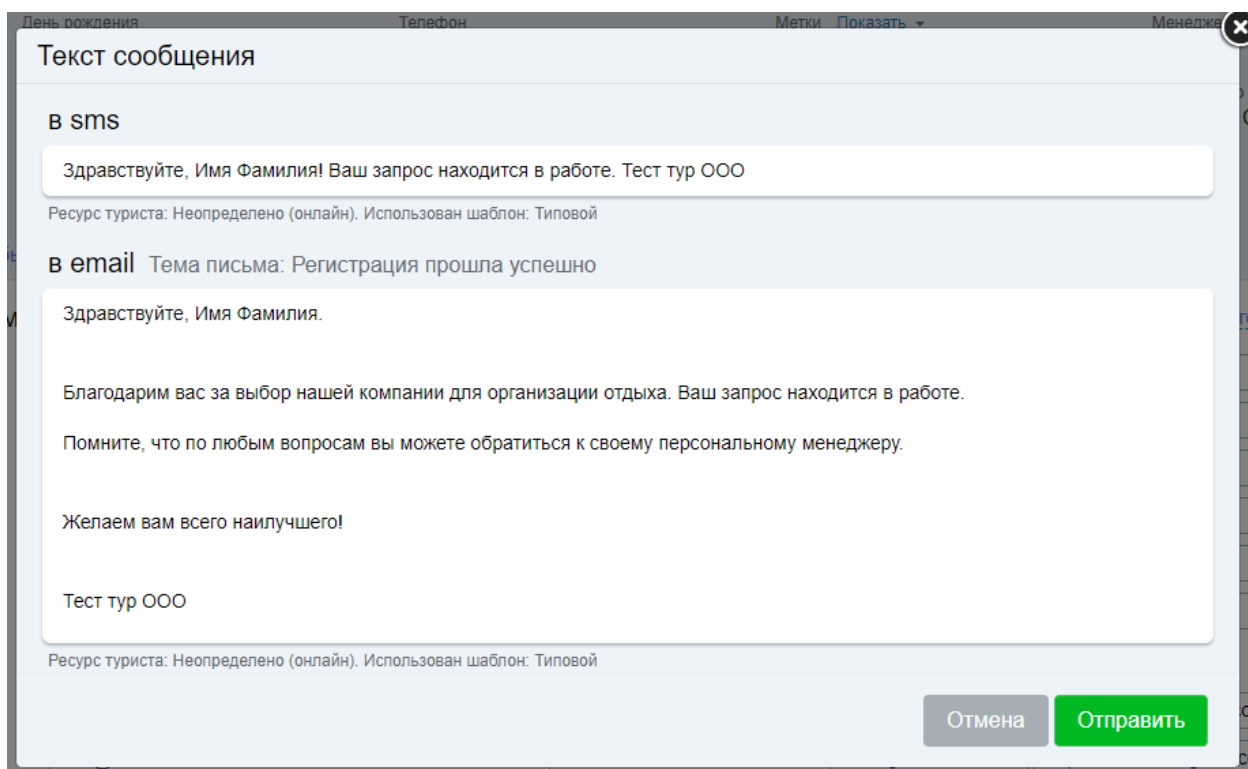 День рождения Телефон Метки Показать Менедже
Текст сообщения
в sms
Здравствуйте, Имя Фамилия! Ваш запрос находится в работе. Тест тур ООО
Ресурс туриста: Неопределено (онлайн). Использован шаблон: Типовой
в email Тема письма: Регистрация прошла успешно
Здравствуйте, Имя Фамилия.
Благодарим вас за выбор нашей компании для организации отдыха. Ваш запрос находится в работе.
Помните, что по любым вопросам вы можете обратиться к своему персональному менеджеру.
Желаем вам всего наилучшего!
Тест тур ООО
Ресурс туриста: Неопределено (онлайн). Использован шаблон: Типовой
Отмена Отправить